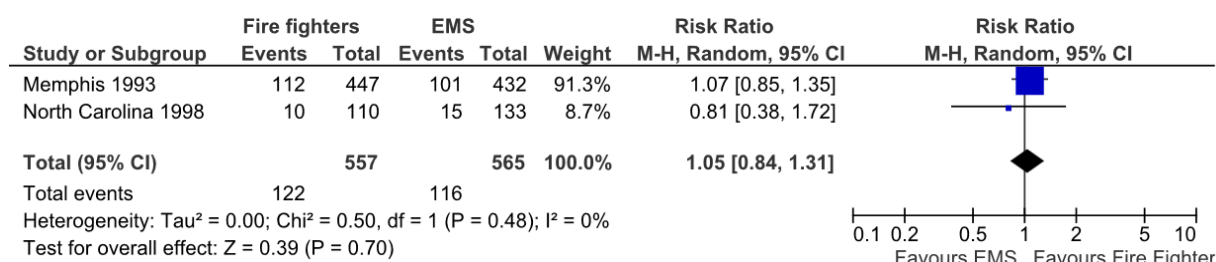 Fire fighters EMS Risk Ratio Risk Ratio
Study or Subgroup Events Total Events Total Weight M-H, Random, 95% CI M-H, Random, 95% CI
Memphis 1993 112 447 101 432 91.3% 1.07 [0.85, 1.35]
North Carolina 1998 10 110 15 133 8.7% 0.81 [0.38, 1.72]
Total (95% CI) 557 565 100.0% 1.05 [0.84, 1.31]
Total events 122 116
Heterogeneity: Tau² = 0.00; Chi² = 0.50, df = 1 (P = 0.48); I² = 0%
Test for overall effect: Z = 0.39 (P = 0.70)
0.1 0.2 0.5 1 2 5 10
Favours EMS Favours Fire Fighter